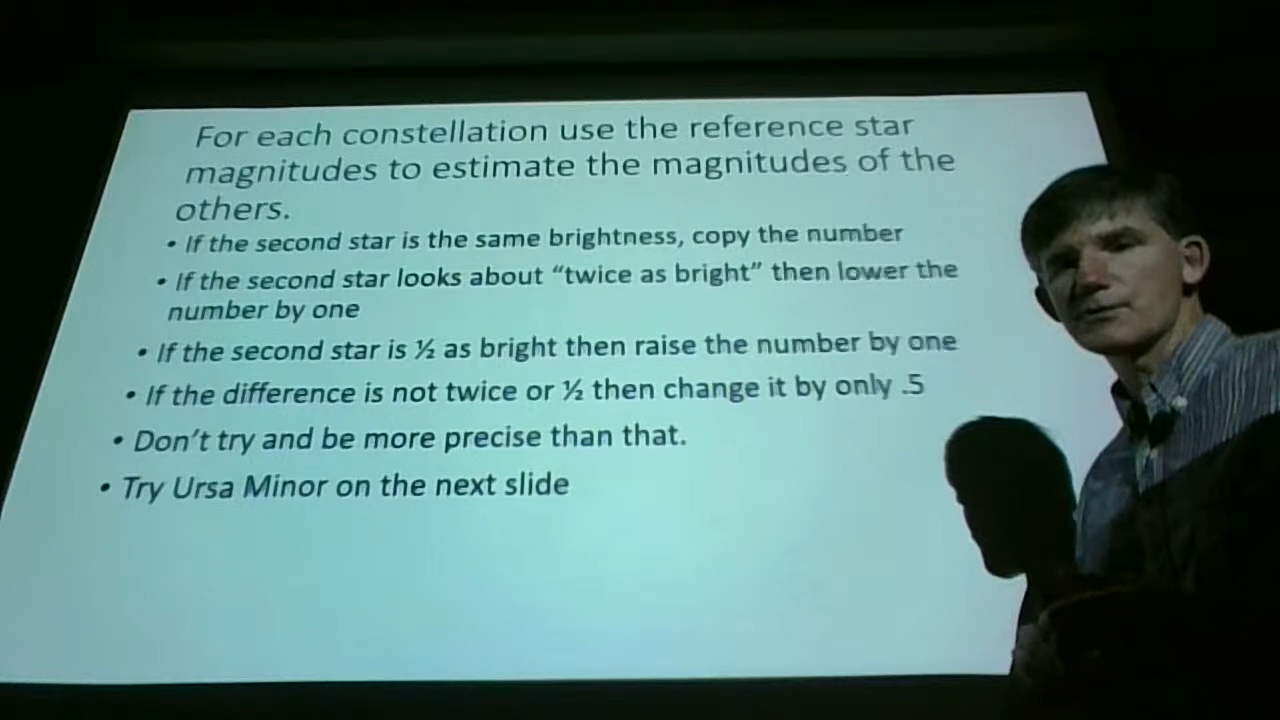 For each constellation use the reference star
magnitudes to estimate the magnitudes of the
others.
• If the second star is the same brightness, copy the number
• If the second star looks about “twice as bright” then lower the
number by one
• If the second star is ½ as bright then raise the number by one
• If the difference is not twice or ½ then change it by only .5
• Don’t try and be more precise than that.
• Try Ursa Minor on the next slide